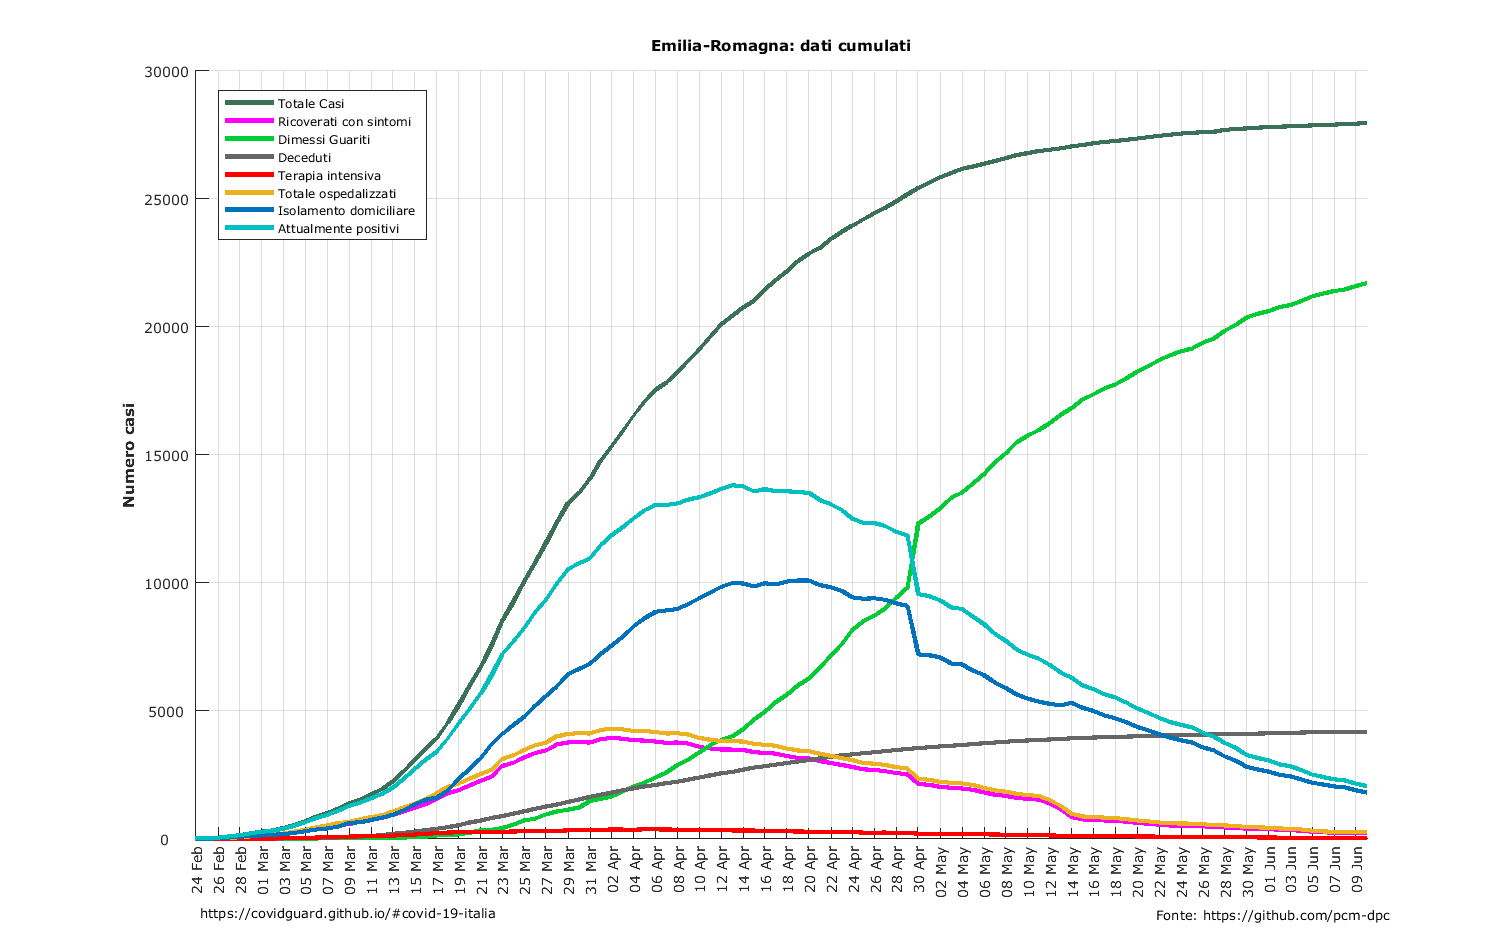 Emilia-Romagna: dati cumulati
30000
25000
20000
15000
10000
5000
0
Numero casi
Totale Casi
Ricoverati con sintomi
Dimessi Guariti
Deceduti
Terapia intensiva
Totale ospedalizzati
Isolamento domiciliare
Attualmente positivi
24 Feb
26 Feb
28 Feb
01 Mar
03 Mar
05 Mar
07 Mar
09 Mar
11 Mar
13 Mar
15 Mar
17 Mar
19 Mar
21 Mar
23 Mar
25 Mar
27 Mar
29 Mar
31 Mar
02 Apr
04 Apr
06 Apr
08 Apr
10 Apr
12 Apr
14 Apr
16 Apr
18 Apr
20 Apr
22 Apr
24 Apr
26 Apr
28 Apr
30 Apr
02 May
04 May
06 May
08 May
10 May
12 May
14 May
16 May
18 May
20 May
22 May
24 May
26 May
28 May
30 May
01 Jun
03 Jun
05 Jun
07 Jun
09 Jun
https://covidguard.github.io/#covid-19-italia
Fonte: https://github.com/pcm-dpc